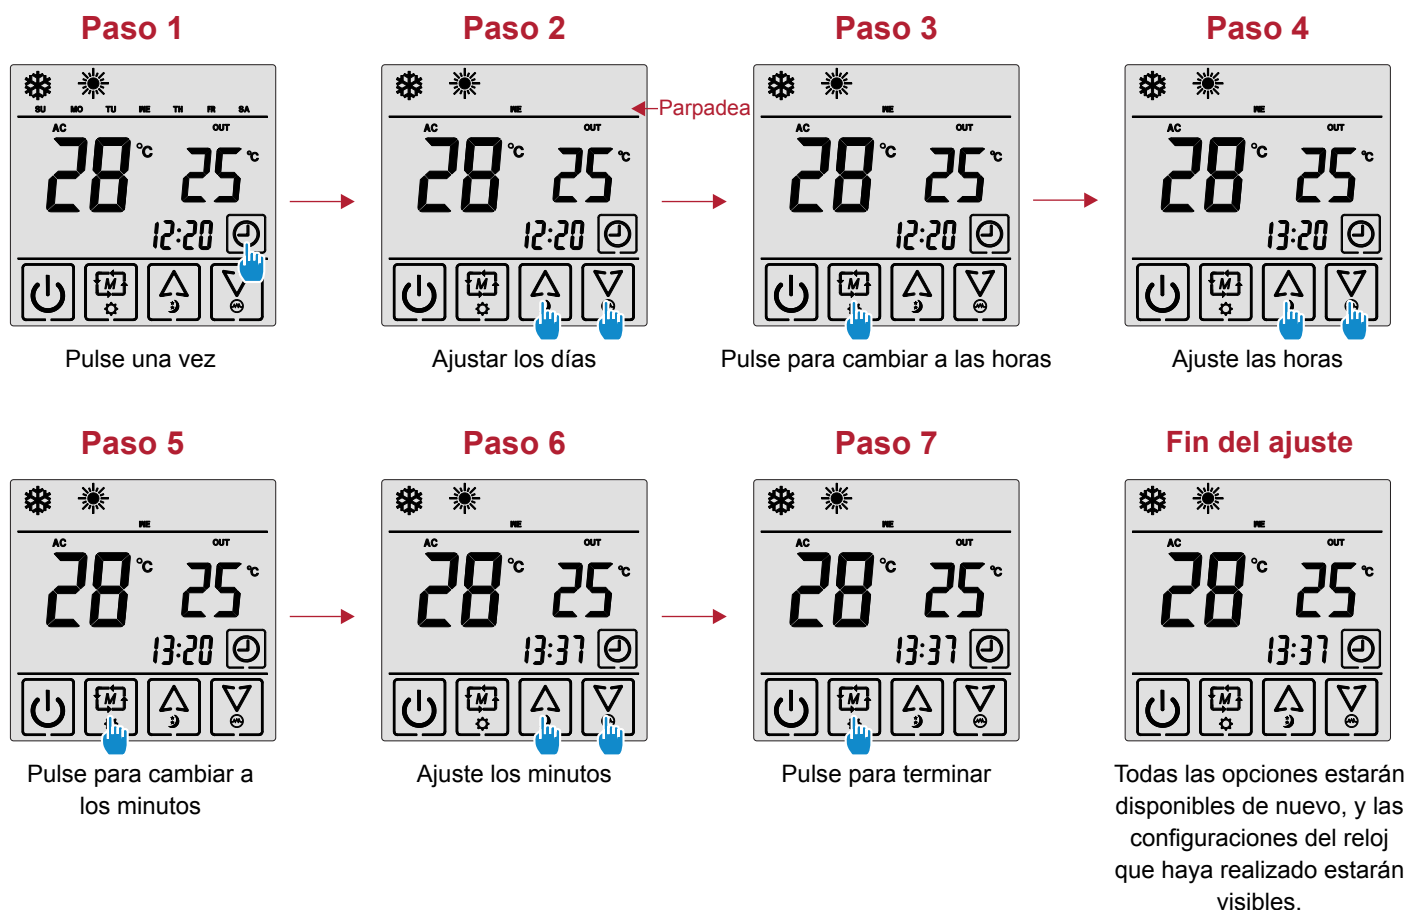 Paso 1
SU MO TU WE TH FR SA
AC OUT
28 °C 25 °C
12:20
M
Pulse una vez
Paso 2
WE
Parpadea
AC OUT
28 °C 25 °C
12:20
M
Ajustar los días
Paso 3
WE
AC OUT
28 °C 25 °C
12:20
M
Pulse para cambiar a las horas
Paso 4
WE
AC OUT
28 °C 25 °C
13:20
M
Ajuste las horas
Paso 5
WE
AC OUT
28 °C 25 °C
13:20
M
Pulse para cambiar a
los minutos
Paso 6
WE
AC OUT
28 °C 25 °C
13:37
M
Ajuste los minutos
Paso 7
WE
AC OUT
28 °C 25 °C
13:37
M
Pulse para terminar
Fin del ajuste
WE
AC OUT
28 °C 25 °C
13:37
M
Todas las opciones estarán
disponibles de nuevo, y las
configuraciones del reloj
que haya realizado estarán
visibles.